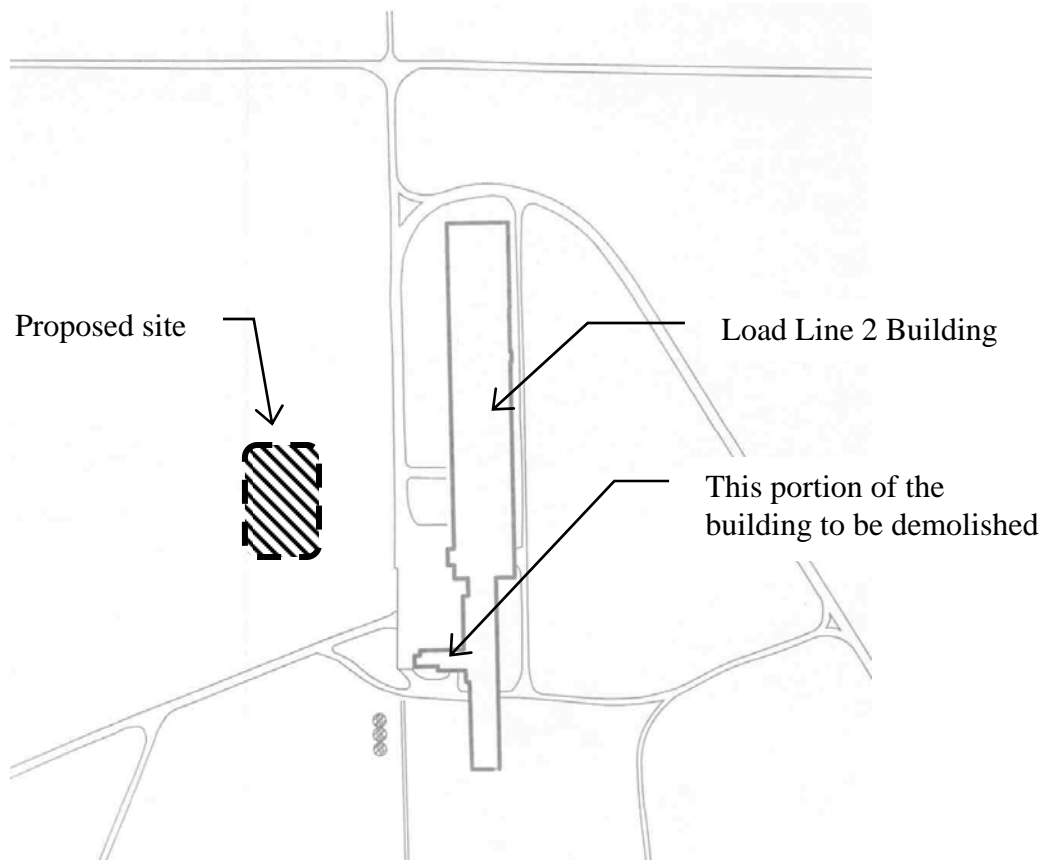 Proposed site
Load Line 2 Building
This portion of the
building to be demolished